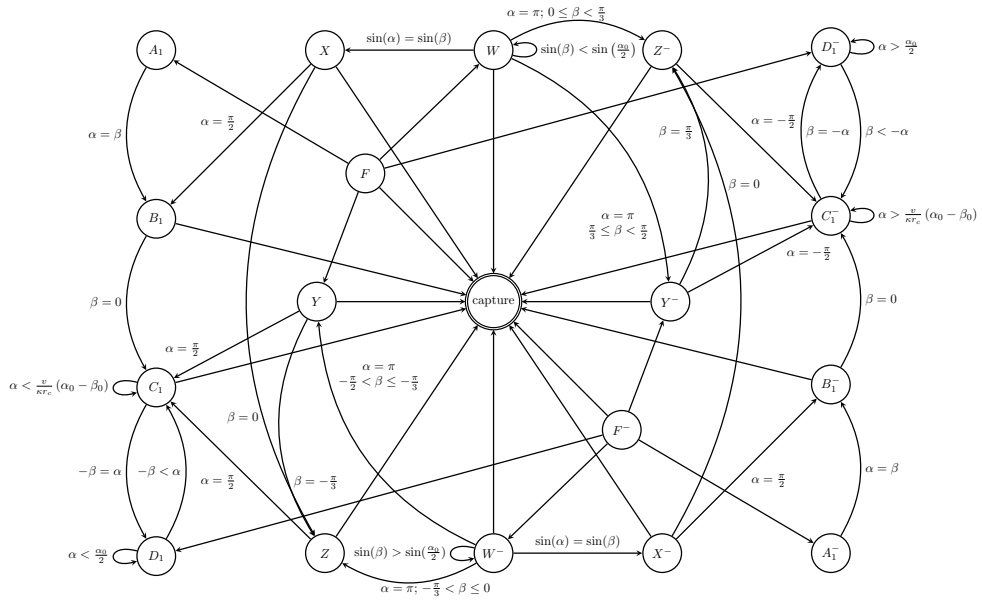 α = π; 0 ≤ β < π/3
A₁
X
sin(α) = sin(β)
W
sin(β) < sin(α₀/2)
Z⁻
D₁⁻
α > α₀/2
α = β
α = π/2
β = π/3
α = −π/2
β = −α
β < −α
F
β = 0
B₁
α = π
π/3 ≤ β < π/2
C₁⁻
α > v/(κr_c) (α₀ − β₀)
α = −π/2
β = 0
Y
capture
Y⁻
β = 0
α = π/2
α = π
−π/2 < β ≤ −π/3
α < v/(κr_c) (α₀ − β₀)
C₁
B₁⁻
β = 0
F⁻
-β = α
−β < α
α = π/2
β = −π/3
α = π/2
α = β
α < α₀/2
D₁
Z
sin(β) > sin(α₀/2)
W⁻
sin(α) = sin(β)
X⁻
A₁⁻
α = π; −π/3 < β ≤ 0